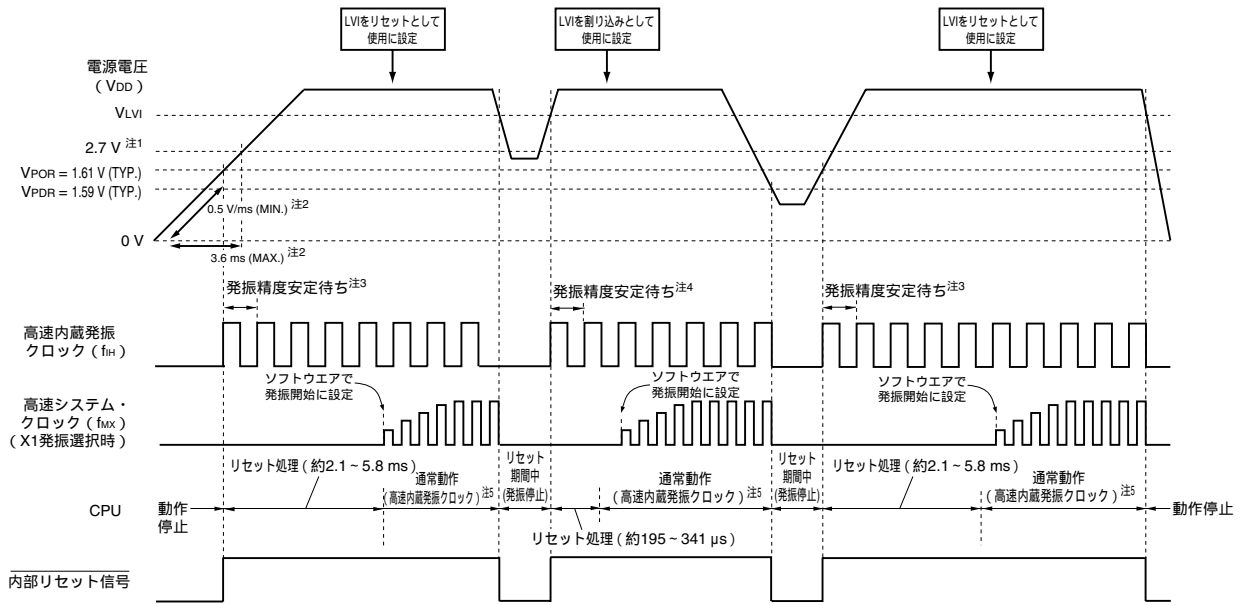 LVIをリセットとして
使用に設定
LVIを割り込みとして
使用に設定
LVIをリセットとして
使用に設定
電源電圧
(VDD)
VLVI
2.7 V 注1
VPOR = 1.61 V (TYP.)
VPDR = 1.59 V (TYP.)
0.5 V/ms (MIN.) 注2
0 V
3.6 ms (MAX.) 注2
発振精度安定待ち注3
発振精度安定待ち注4
発振精度安定待ち注3
高速内蔵発振
クロック(fIH)
ソフトウエアで
発振開始に設定
ソフトウエアで
発振開始に設定
ソフトウエアで
発振開始に設定
高速システム・
クロック(fMX)
(X1発振選択時)
リセット処理(約2.1~5.8 ms)
通常動作
(高速内蔵発振クロック)注5
リセット
期間中
(発振停止)
通常動作
(高速内蔵発振クロック)注5
リセット
期間中
(発振停止)
リセット処理(約2.1~5.8 ms)
通常動作
(高速内蔵発振クロック)注5
CPU
動作
停止
動作停止
リセット処理(約195~341 μs)
内部リセット信号